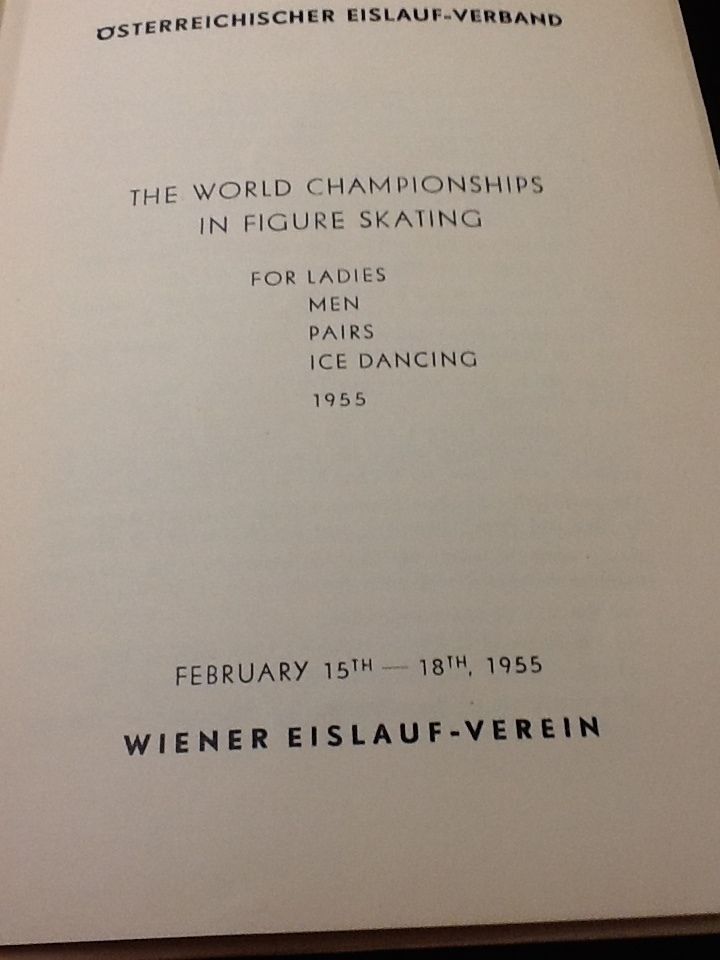 ÖSTERREICHISCHER EISLAUF-VERBAND
THE WORLD CHAMPIONSHIPS
IN FIGURE SKATING
FOR LADIES
MEN
PAIRS
ICE DANCING
1955
FEBRUARY 15TH — 18TH, 1955
WIENER EISLAUF-VEREIN